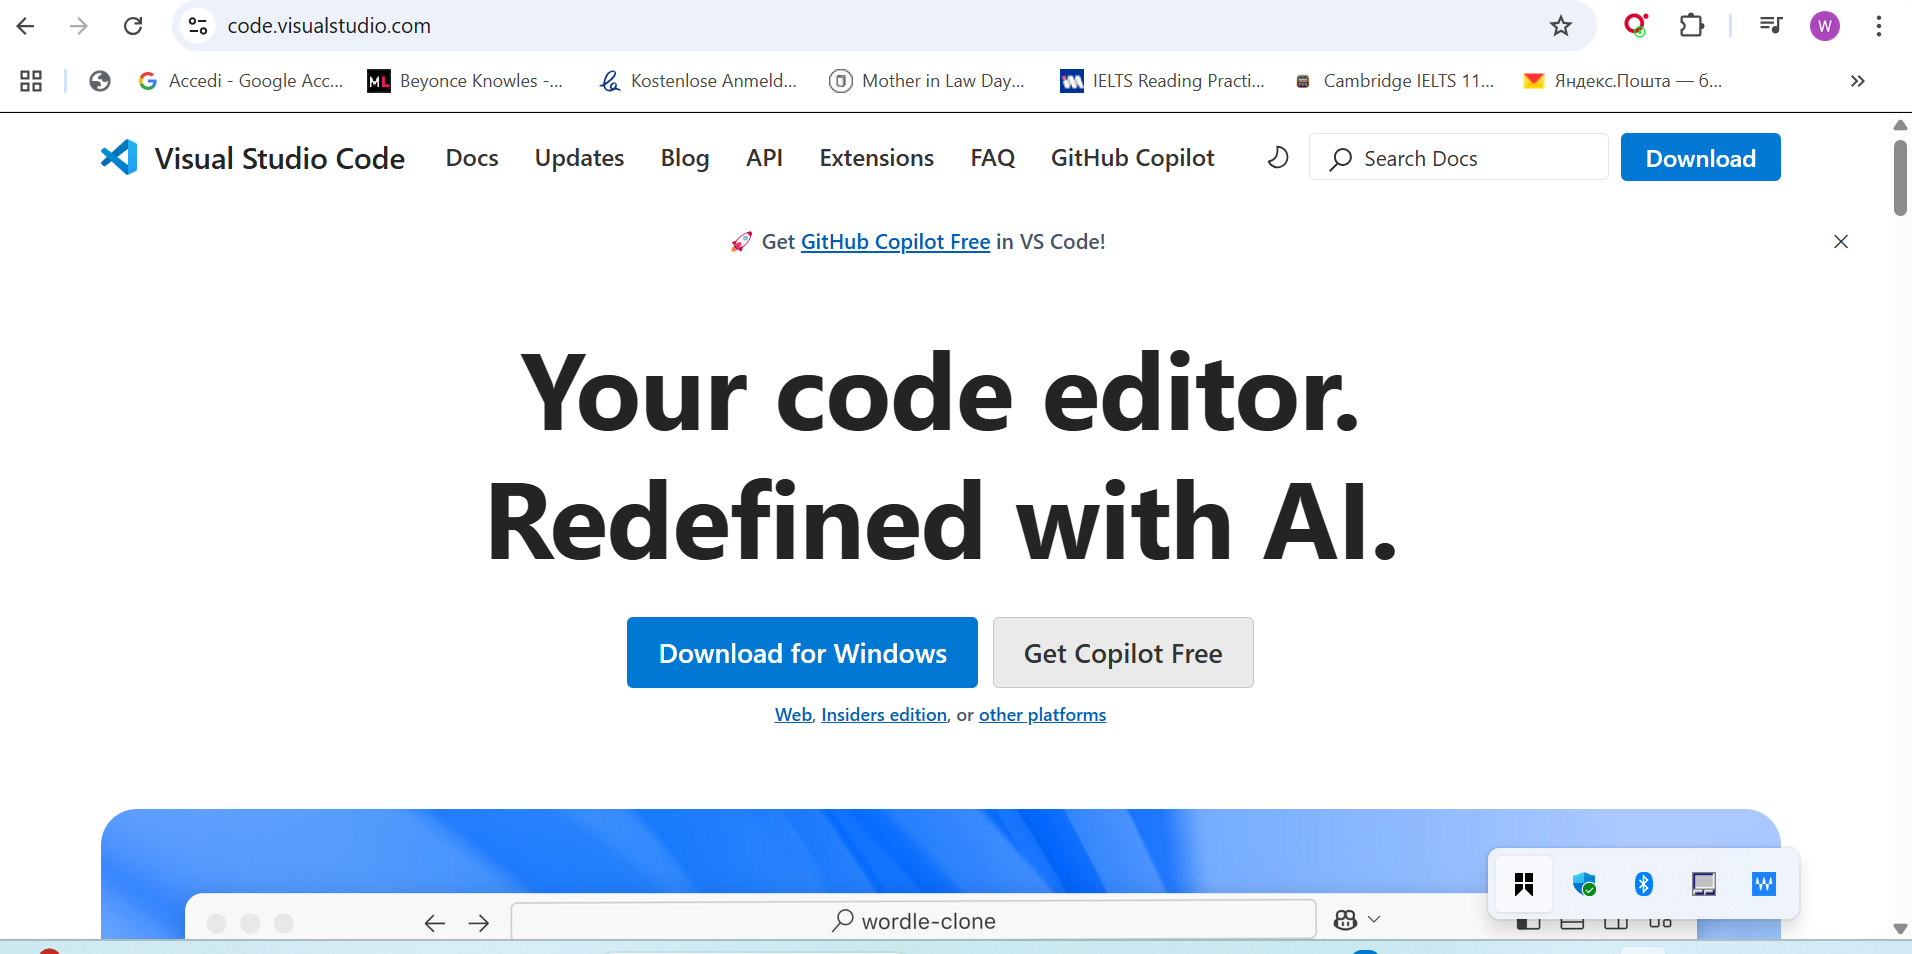 code.visualstudio.com
W
Accedi - Google Acc...
ML Beyonce Knowles -...
Kostenlose Anmeld...
Mother in Law Day...
IELTS Reading Practi...
Cambridge IELTS 11...
Яндекс.Почта — б...
Visual Studio Code
Docs
Updates
Blog
API
Extensions
FAQ
GitHub Copilot
Search Docs
Download
Get GitHub Copilot Free in VS Code!
Your code editor.
Redefined with AI.
Download for Windows
Get Copilot Free
Web, Insiders edition, or other platforms
wordle-clone